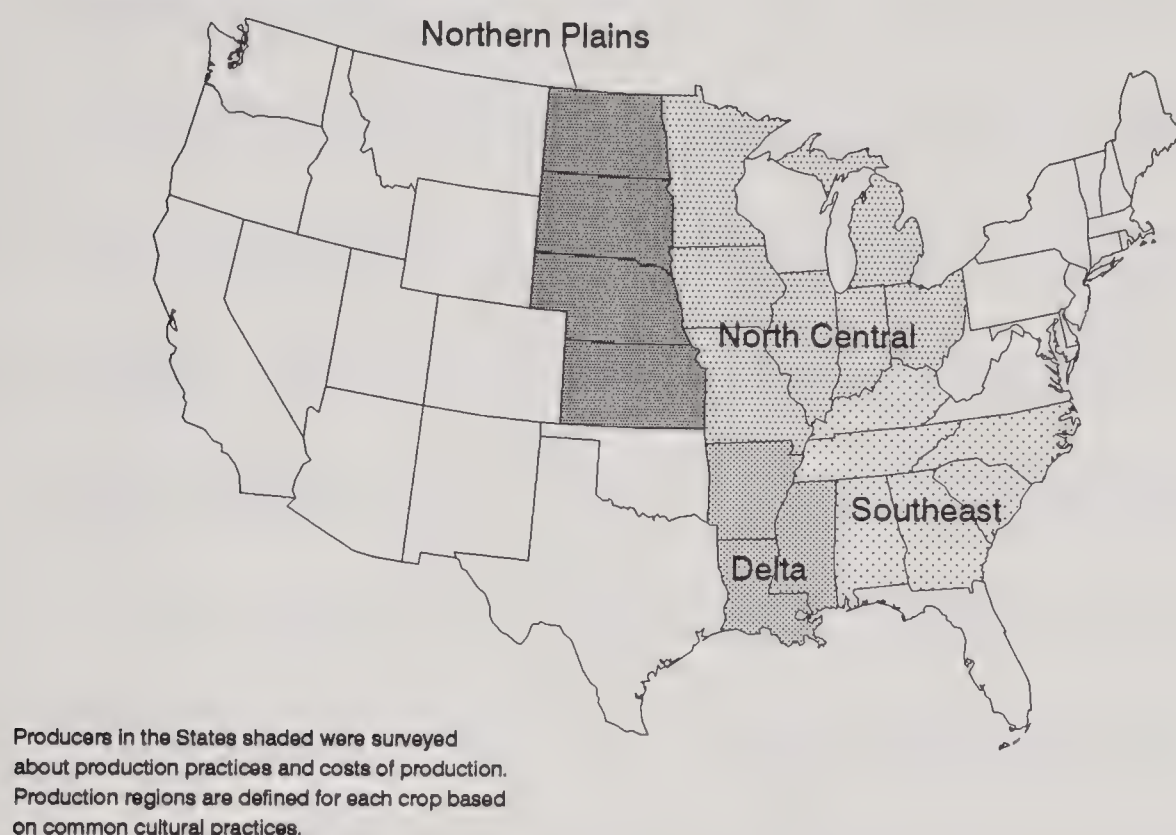 Northern Plains
North Central
Southeast
Delta
Producers in the States shaded were surveyed
about production practices and costs of production.
Production regions are defined for each crop based
on common cultural practices.